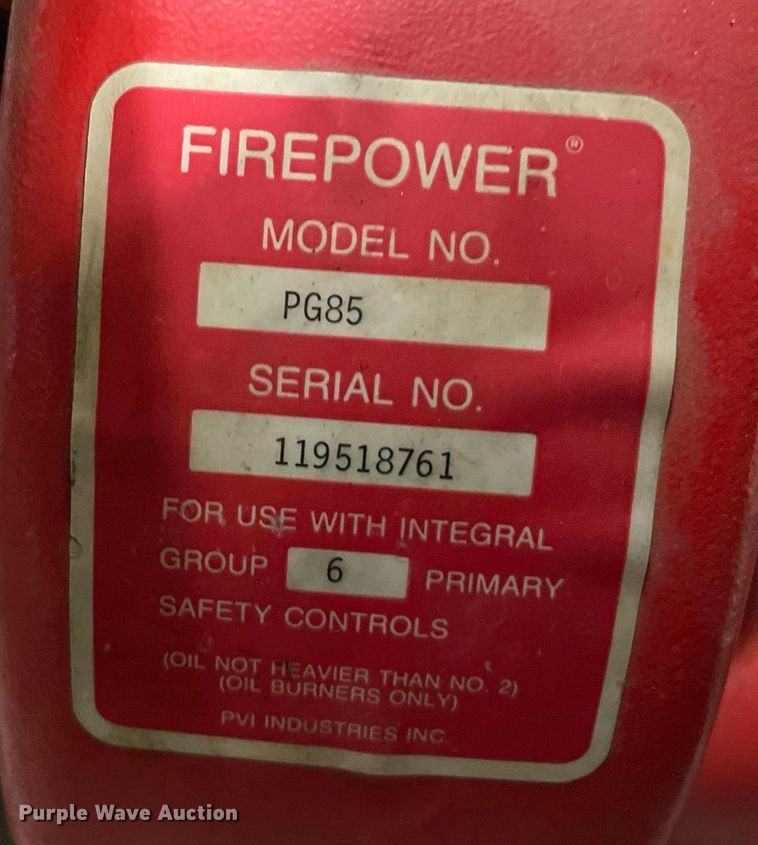 FIREPOWER®
MODEL NO.
PG85
SERIAL NO.
119518761
FOR USE WITH INTEGRAL
GROUP 6 PRIMARY
SAFETY CONTROLS
(OIL NOT HEAVIER THAN NO. 2)
(OIL BURNERS ONLY)
PVI INDUSTRIES INC
Purple Wave Auction